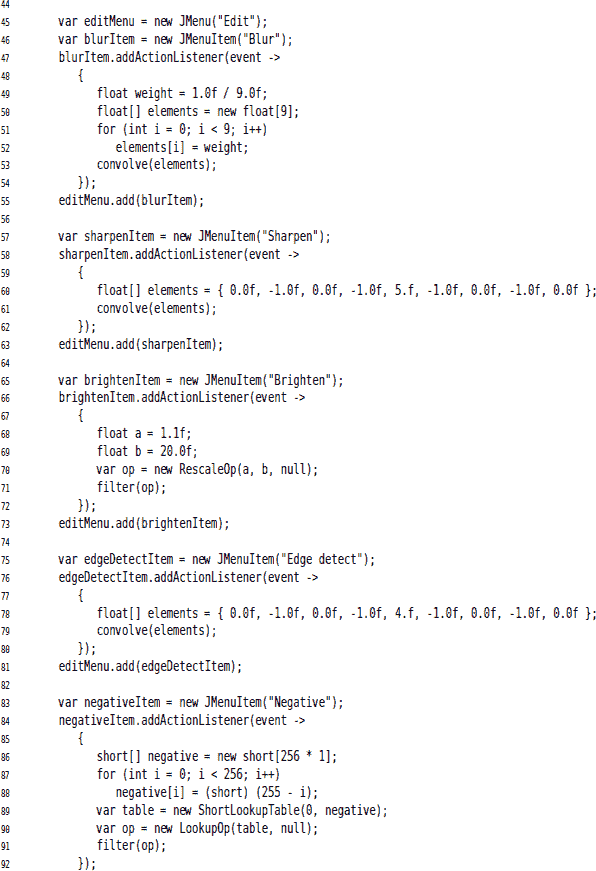 44
45 var editMenu = new JMenu("Edit");
46 var blurItem = new JMenuItem("Blur");
47 blurItem.addActionListener(event ->
48 {
49 float weight = 1.0f / 9.0f;
50 float[] elements = new float[9];
51 for (int i = 0; i < 9; i++)
52 elements[i] = weight;
53 convolve(elements);
54 });
55 editMenu.add(blurItem);
56
57 var sharpenItem = new JMenuItem("Sharpen");
58 sharpenItem.addActionListener(event ->
59 {
60 float[] elements = { 0.0f, -1.0f, 0.0f, -1.0f, 5.f, -1.0f, 0.0f, -1.0f, 0.0f };
61 convolve(elements);
62 });
63 editMenu.add(sharpenItem);
64
65 var brightenItem = new JMenuItem("Brighten");
66 brightenItem.addActionListener(event ->
67 {
68 float a = 1.1f;
69 float b = 20.0f;
70 var op = new RescaleOp(a, b, null);
71 filter(op);
72 });
73 editMenu.add(brightenItem);
74
75 var edgeDetectItem = new JMenuItem("Edge detect");
76 edgeDetectItem.addActionListener(event ->
77 {
78 float[] elements = { 0.0f, -1.0f, 0.0f, -1.0f, 4.f, -1.0f, 0.0f, -1.0f, 0.0f };
79 convolve(elements);
80 });
81 editMenu.add(edgeDetectItem);
82
83 var negativeItem = new JMenuItem("Negative");
84 negativeItem.addActionListener(event ->
85 {
86 short[] negative = new short[256 * 1];
87 for (int i = 0; i < 256; i++)
88 negative[i] = (short) (255 - i);
89 var table = new ShortLookupTable(0, negative);
90 var op = new LookupOp(table, null);
91 filter(op);
92 });